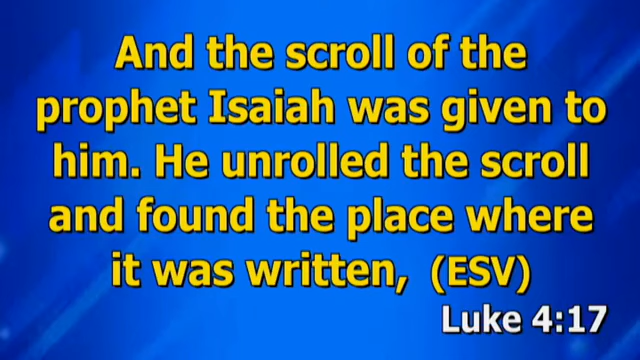 And the scroll of the
prophet Isaiah was given to
him. He unrolled the scroll
and found the place where
it was written, (ESV)
Luke 4:17